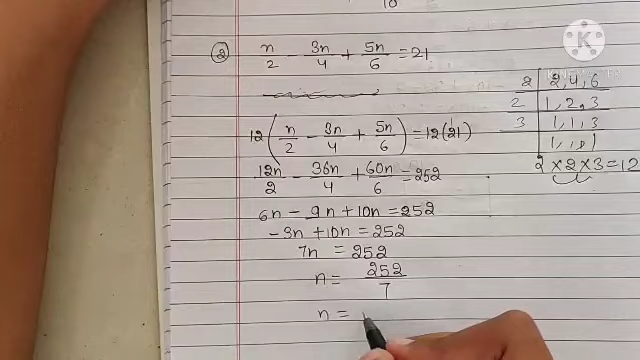 10
② n/2 - 3n/4 + 5n/6 = 21
12(n/2 - 3n/4 + 5n/6) = 12(21)
12n/2 - 36n/4 + 60n/6 = 252
6n - 9n + 10n = 252
-3n + 10n = 252
7n = 252
n = 252/7
n =
2 | 2, 4, 6
2 | 1, 2, 3
3 | 1, 1, 3
1, 1, 1
2 × 2 × 3 = 12
KINEMASTER